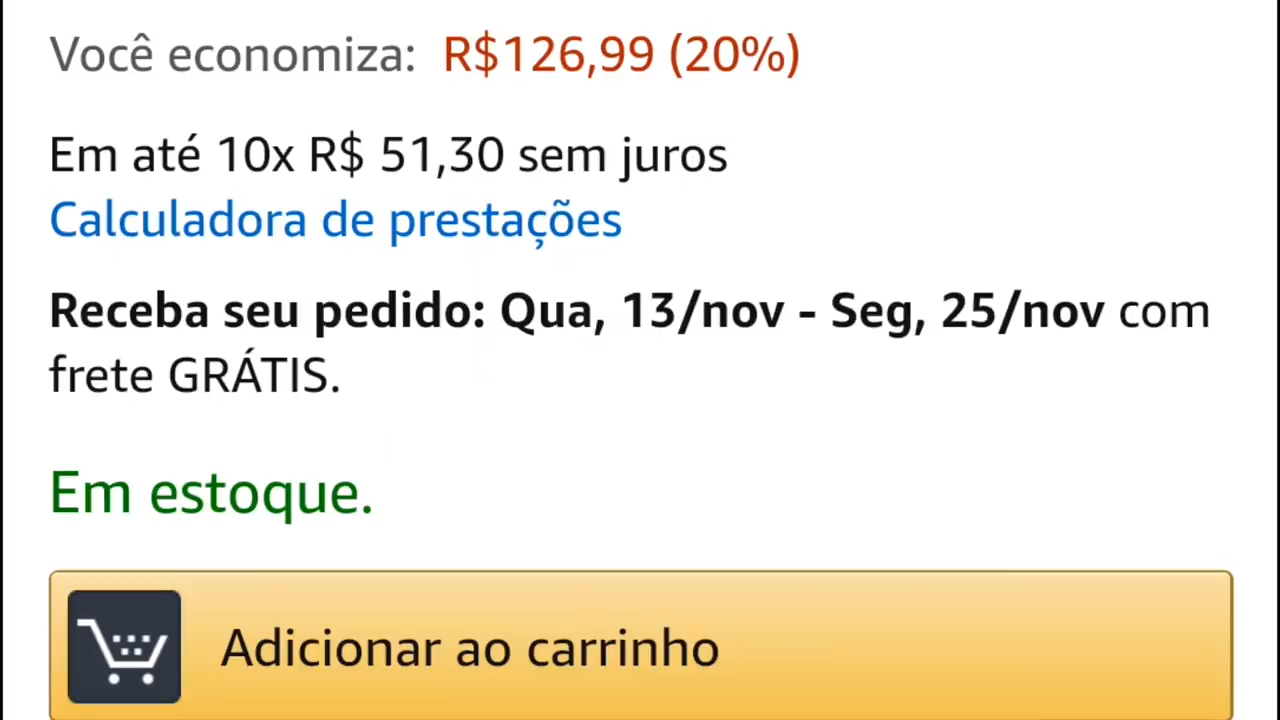 Você economiza: R$126,99 (20%)
Em até 10x R$ 51,30 sem juros
Calculadora de prestações
Receba seu pedido: Qua, 13/nov - Seg, 25/nov com
frete GRÁTIS.
Em estoque.
Adicionar ao carrinho